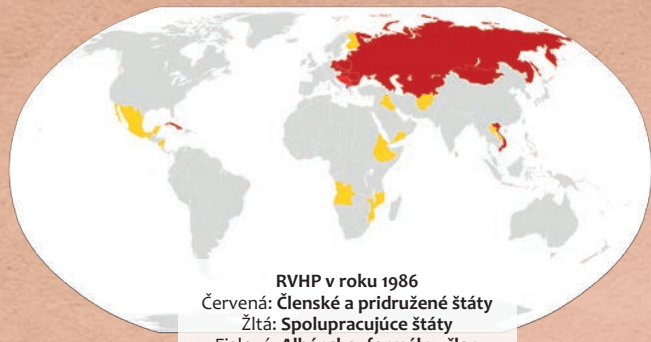 RVHP v roku 1986
Červená: Členské a pridružené štáty
Žltá: Spolupracujúce štáty